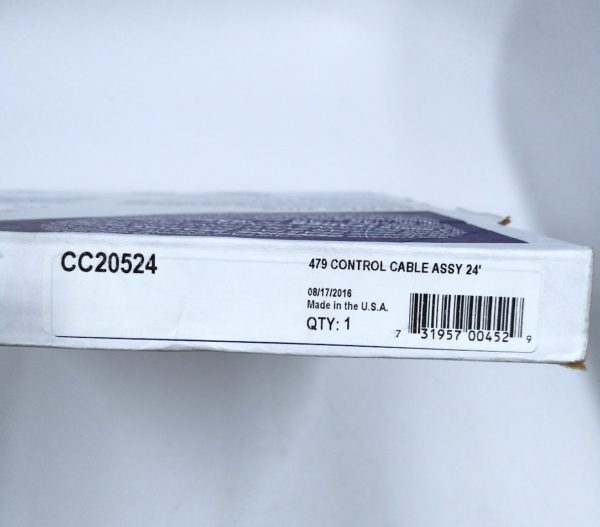 CC20524
479 CONTROL CABLE ASSY 24'
08/17/2016
Made in the U.S.A.
QTY: 1
7 31957 00452 9